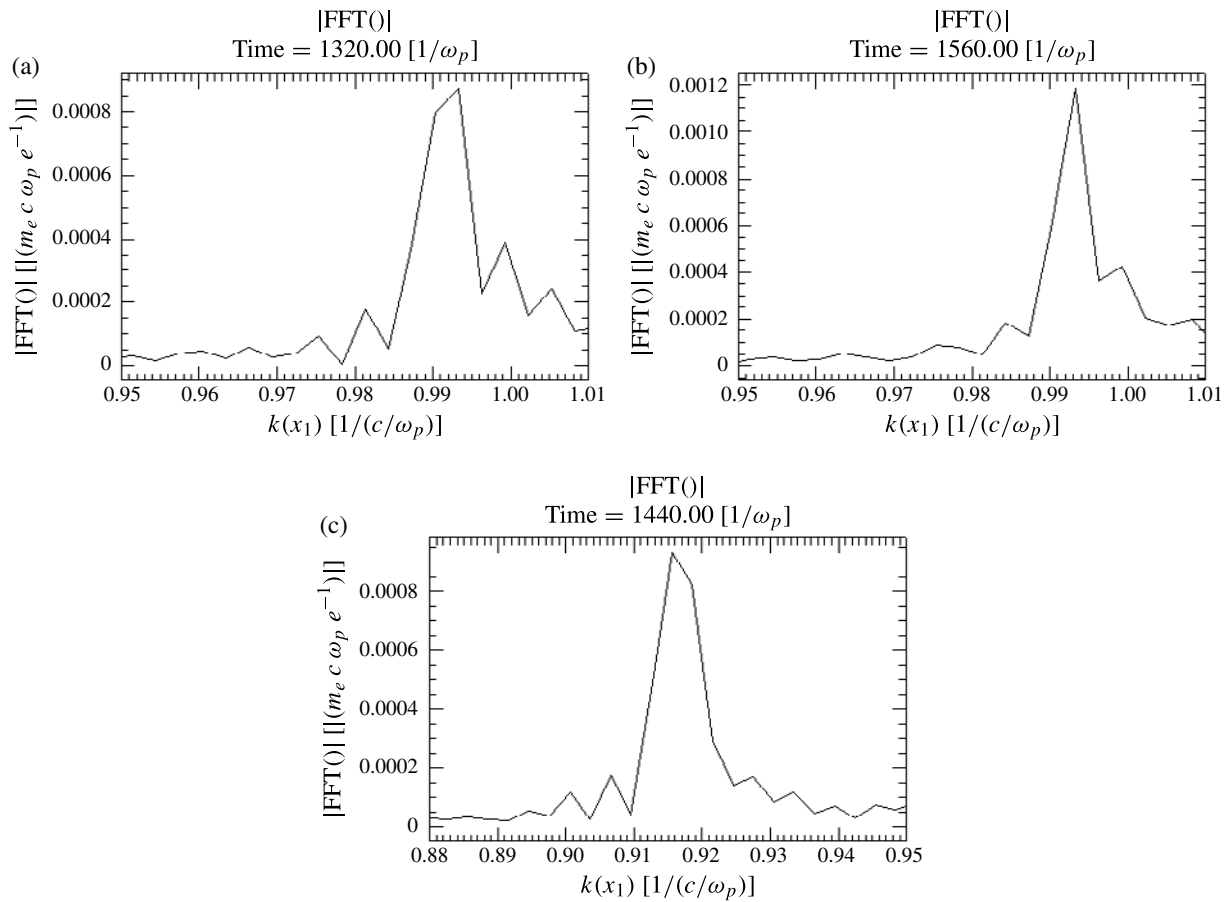 |FFT()|
Time = 1320.00 [1/ω_p]
(a)
|FFT()| [|(m_e c ω_p e^{−1})|]
0.0008
0.0006
0.0004
0.0002
0
0.95 0.96 0.97 0.98 0.99 1.00 1.01
k(x_1) [1/(c/ω_p)]
|FFT()|
Time = 1560.00 [1/ω_p]
(b)
|FFT()| [|(m_e c ω_p e^{−1})|]
0.0012
0.0010
0.0008
0.0006
0.0004
0.0002
0
0.95 0.96 0.97 0.98 0.99 1.00 1.01
k(x_1) [1/(c/ω_p)]
|FFT()|
Time = 1440.00 [1/ω_p]
(c)
|FFT()| [|(m_e c ω_p e^{−1})|]
0.0008
0.0006
0.0004
0.0002
0
0.88 0.89 0.90 0.91 0.92 0.93 0.94 0.95
k(x_1) [1/(c/ω_p)]